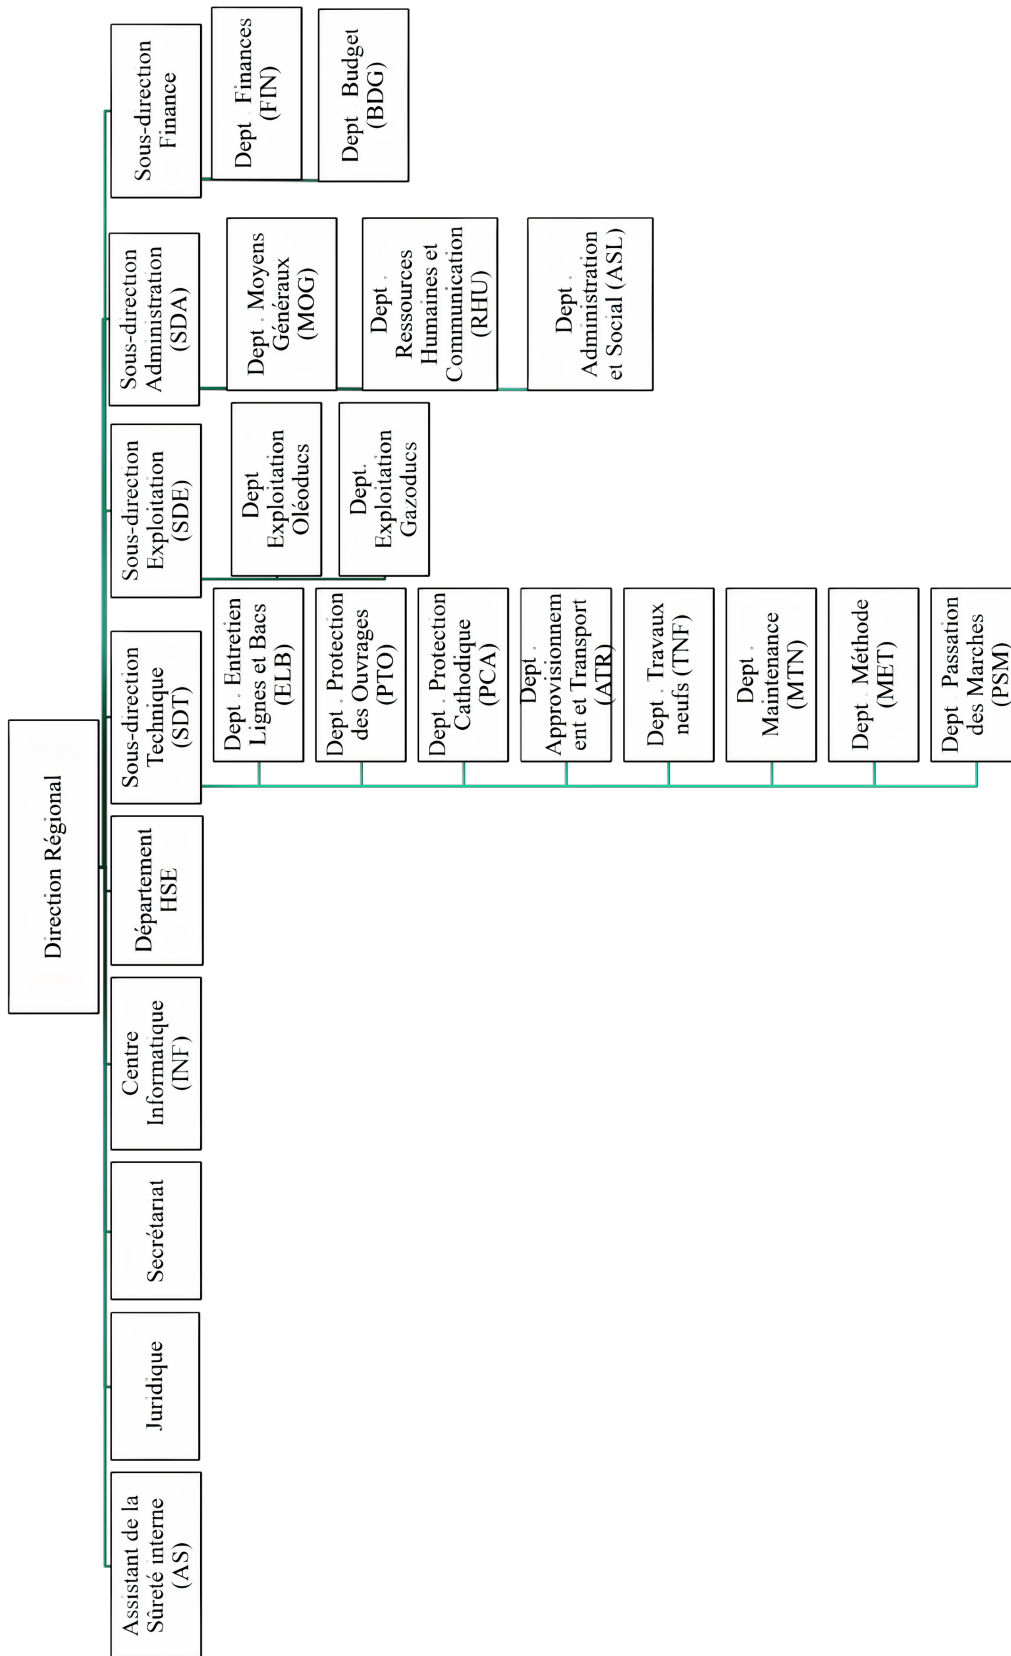 Direction Régional
Assistant de la
Sûreté interne
(AS)
Juridique
Secrétariat
Centre
Informatique
(INF)
Département
HSE
Sous-direction
Technique
(SDT)
Dept . Entretien
Lignes et Bacs
(ELB)
Dept . Protection
des Ouvrages
(PTO)
Dept . Protection
Cathodique
(PCA)
Dept .
Approvisionnem
ent et Transport
(ATR)
Dept . Travaux
neufs (TNF)
Dept .
Maintenance
(MTN)
Dept . Méthode
(MET)
Dept . Passation
des Marches
(PSM)
Sous-direction
Exploitation
(SDE)
Dept
Exploitation
Oléoducs
Dept.
Exploitation
Gazoducs
Sous-direction
Administration
(SDA)
Dept . Moyens
Généraux
(MOG)
Dept .
Ressources
Humaines et
Communication
(RHU)
Dept .
Administration
et Social (ASL)
Sous-direction
Finance
Dept . Finances
(FIN)
Dept . Budget
(BDG)